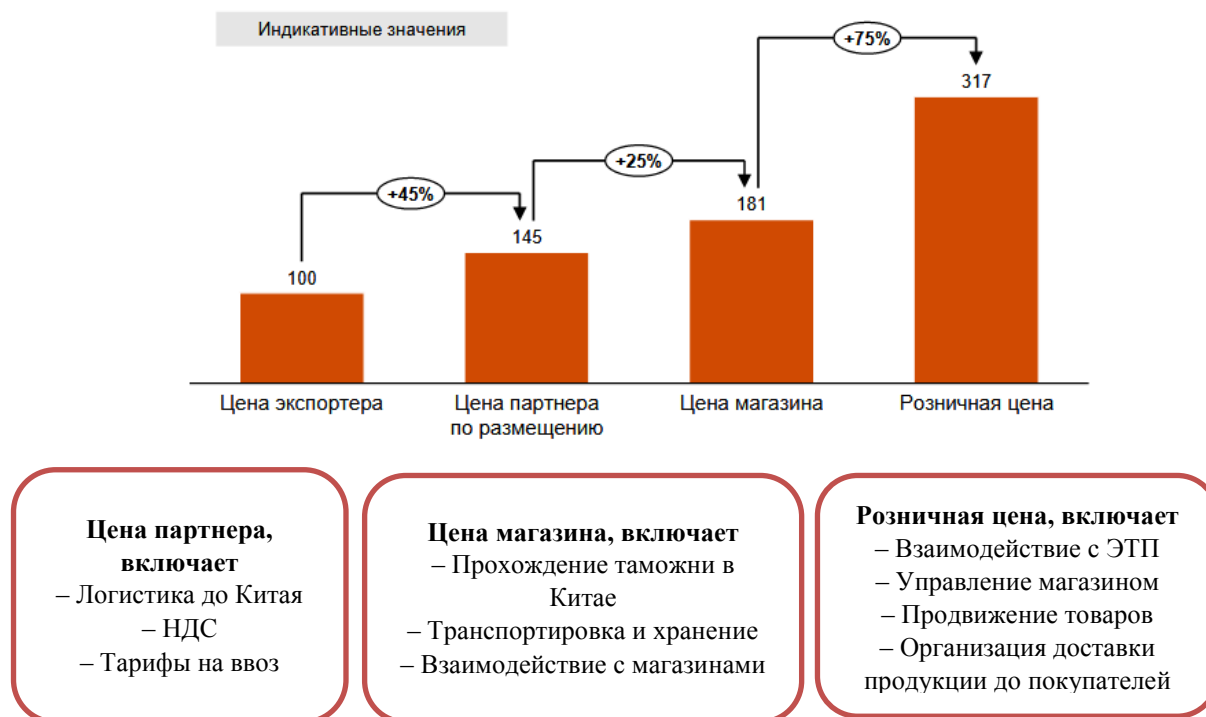 Индикативные значения
+75%
317
+25%
181
+45%
145
100
Цена экспортера
Цена партнера
по размещению
Цена магазина
Розничная цена
Цена партнера,
включает
– Логистика до Китая
– НДС
– Тарифы на ввоз
Цена магазина, включает
– Прохождение таможни в
Китае
– Транспортировка и хранение
– Взаимодействие с магазинами
Розничная цена, включает
– Взаимодействие с ЭТП
– Управление магазином
– Продвижение товаров
– Организация доставки
продукции до покупателей